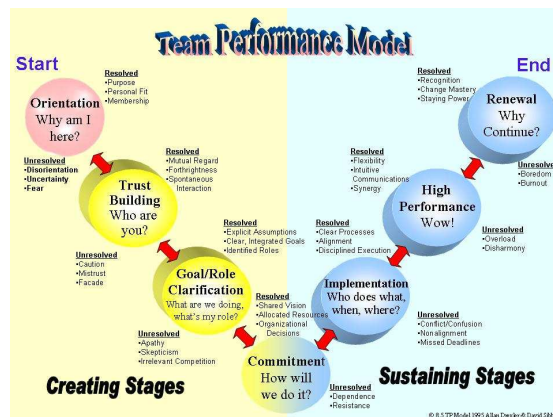 Team Performance Model
Start
End
Resolved
•Purpose
•Personal Fit
•Membership
Orientation
Why am I
here?
Unresolved
•Disorientation
•Uncertainty
•Fear
Resolved
•Mutual Regard
•Forthrightness
•Spontaneous
Interaction
Trust
Building
Who are
you?
Unresolved
•Caution
•Mistrust
•Facade
Resolved
•Explicit Assumptions
•Clear, Integrated Goals
•Identified Roles
Goal/Role
Clarification
What are we doing,
what's my role?
Unresolved
•Apathy
•Skepticism
•Irrelevant Competition
Resolved
•Shared Vision
•Allocated Resources
•Organizational
Decisions
Commitment
How will
we do it?
Unresolved
•Dependence
•Resistance
Resolved
•Clear Processes
•Alignment
•Disciplined Execution
Implementation
Who does what,
when, where?
Unresolved
•Conflict/Confusion
•Nonalignment
•Missed Deadlines
Resolved
•Flexibility
•Intuitive
Communications
•Synergy
High
Performance
Wow!
Unresolved
•Overload
•Disharmony
Resolved
•Recognition
•Change Mastery
•Staying Power
Renewal
Why
Continue?
Unresolve
•Boredom
•Burnout
Creating Stages
Sustaining Stages
TP Model 1995 Allan & David